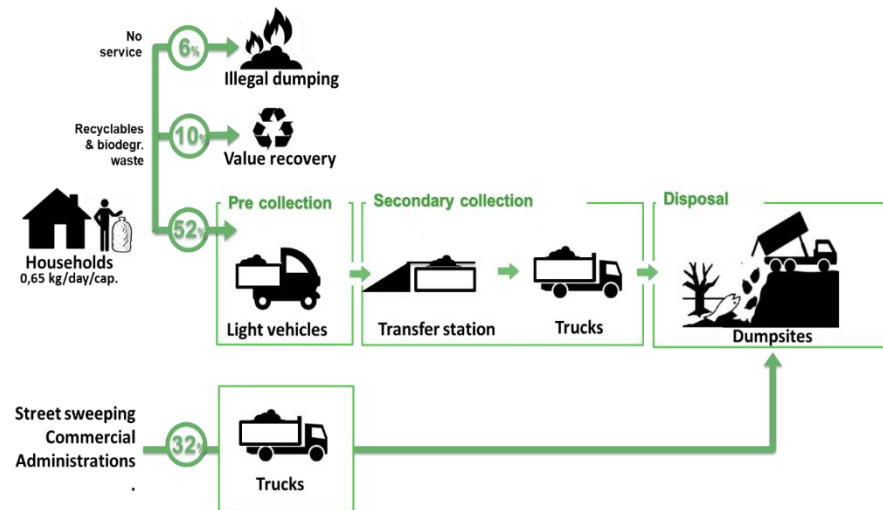 No
service
6%
Illegal dumping
Recyclables
& biodegr.
waste
10%
Value recovery
Households
0,65 kg/day/cap.
52%
Pre collection
Light vehicles
Secondary collection
Transfer station
Trucks
Disposal
Dumpsites
Street sweeping
Commercial
Administrations
.
32%
Trucks